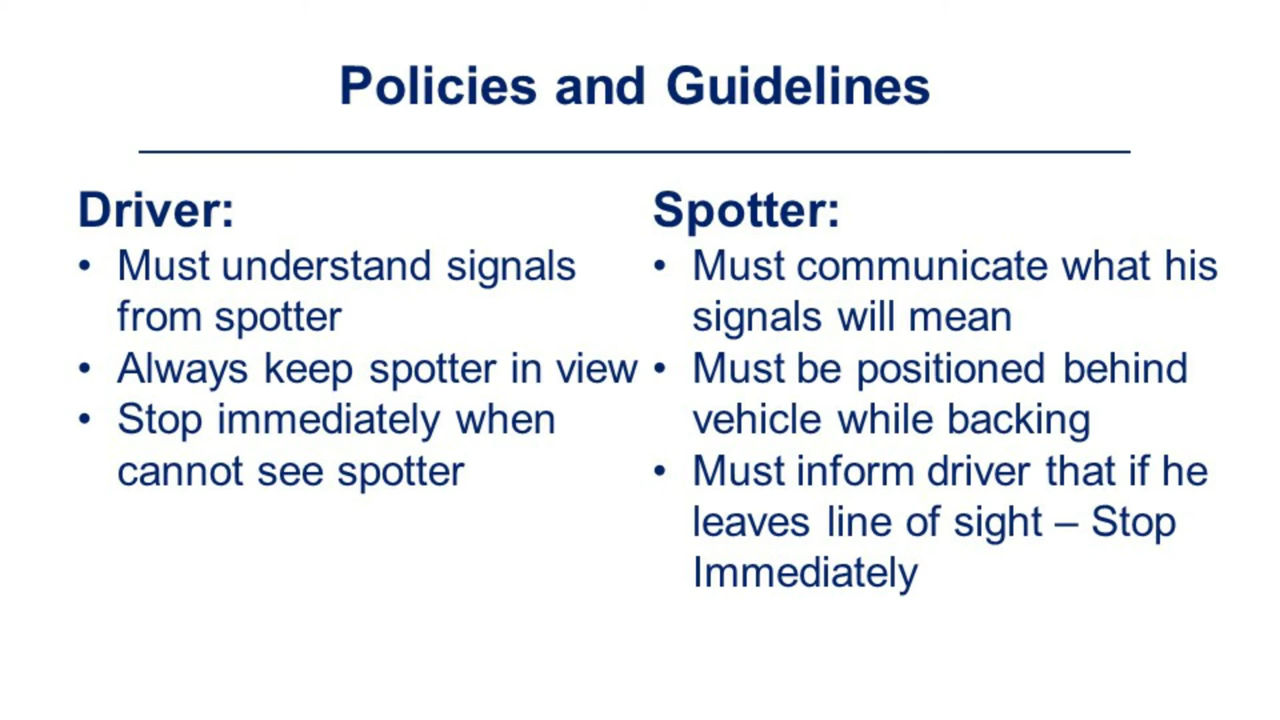 Policies and Guidelines
Driver:
• Must understand signals
from spotter
• Always keep spotter in view
• Stop immediately when
cannot see spotter
Spotter:
• Must communicate what his
signals will mean
• Must be positioned behind
vehicle while backing
• Must inform driver that if he
leaves line of sight – Stop
Immediately